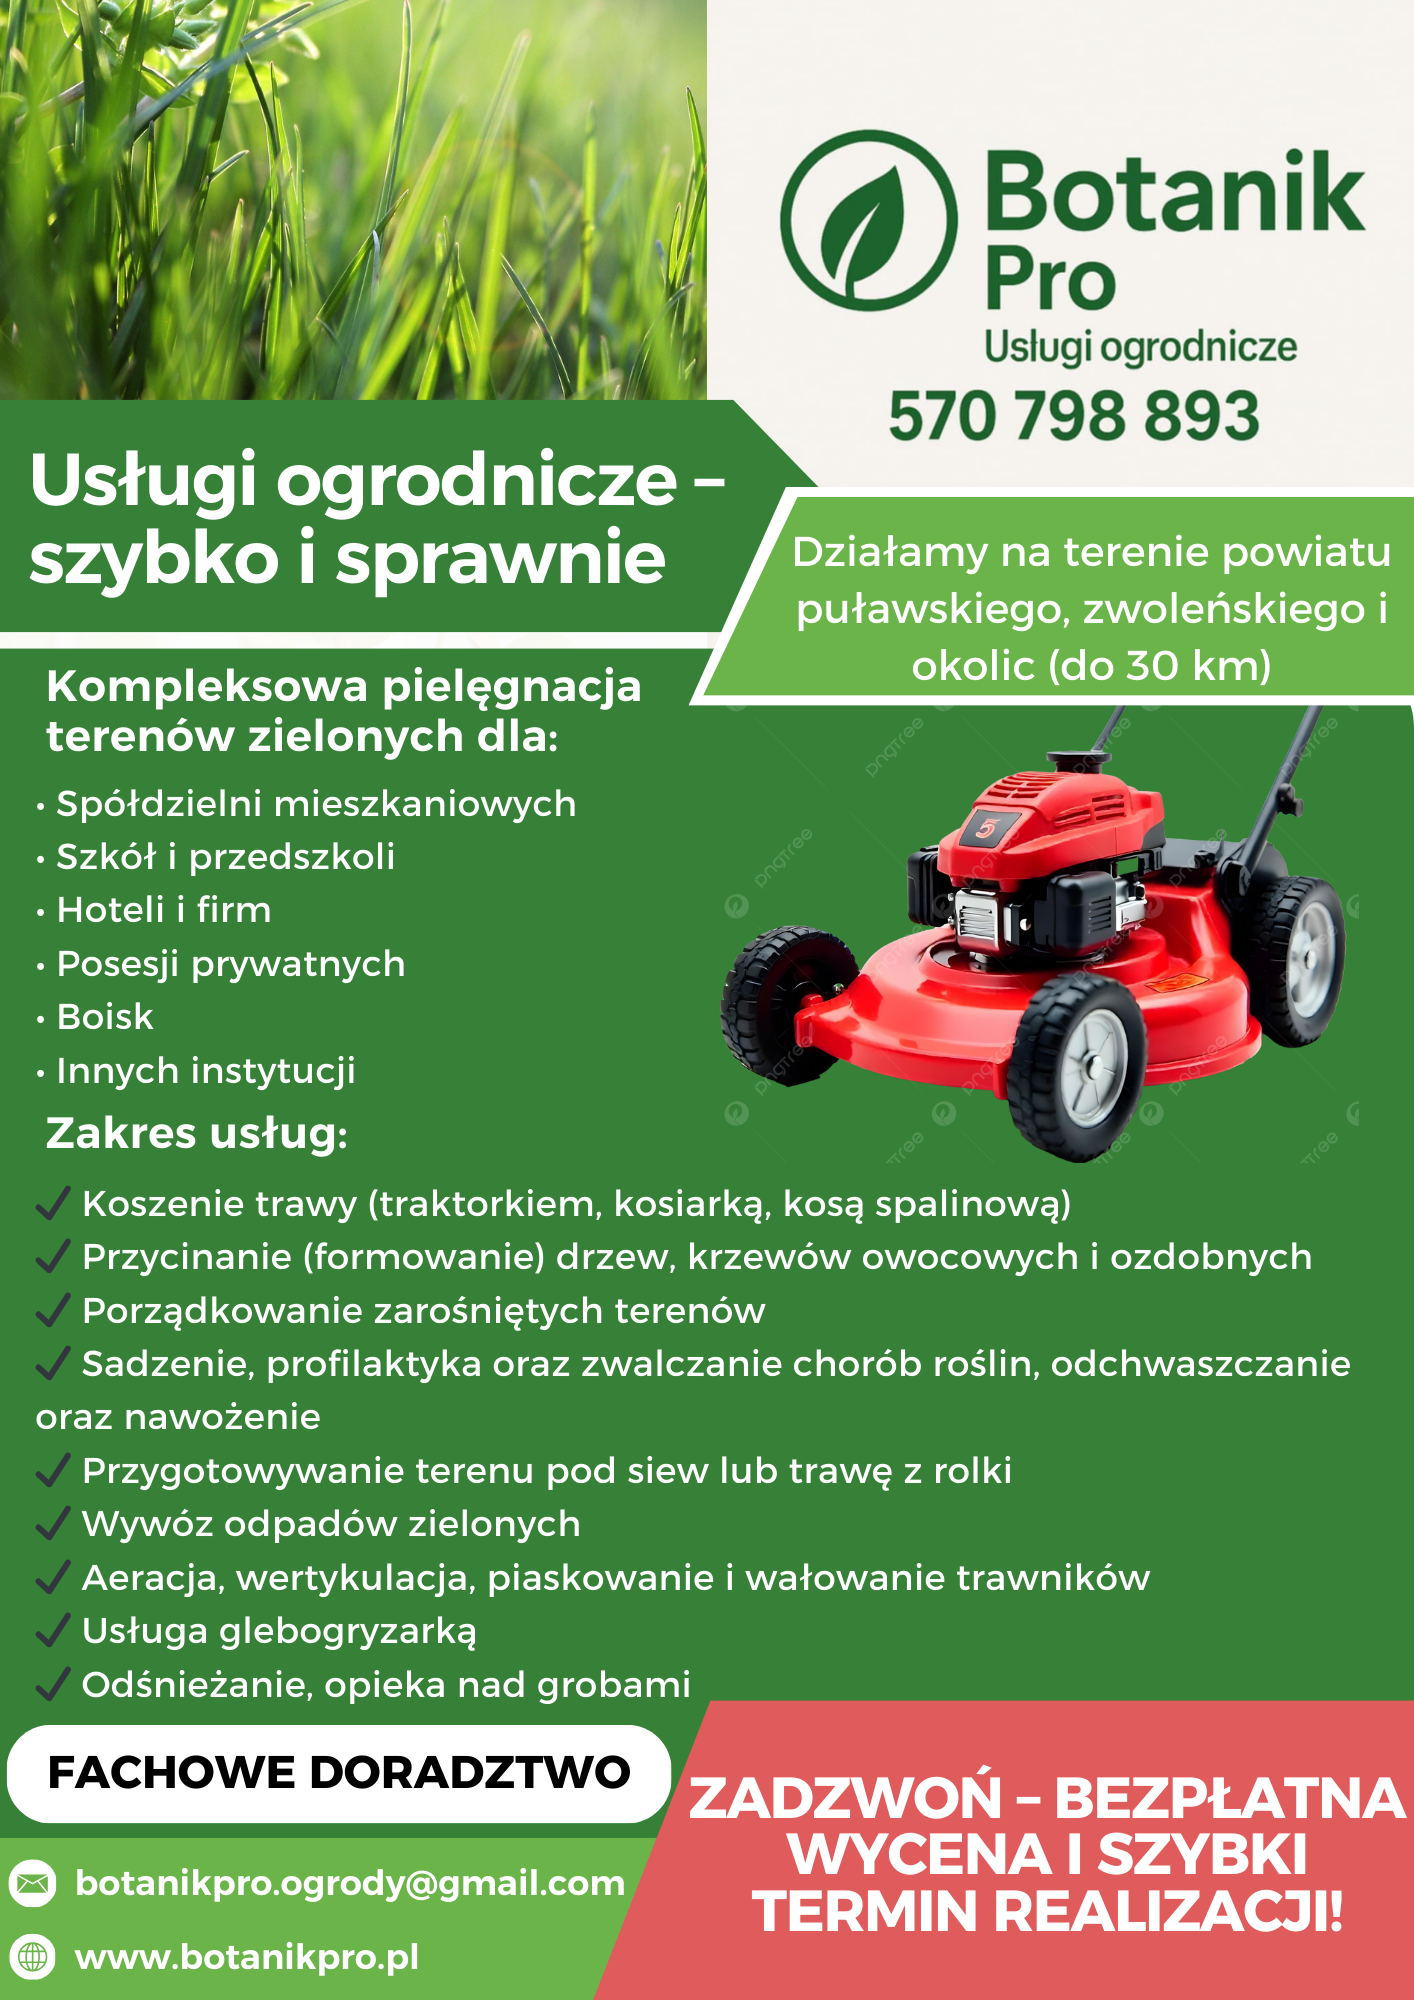 Botanik
Pro
Usługi ogrodnicze
570 798 893
Usługi ogrodnicze –
szybko i sprawnie
Działamy na terenie powiatu
puławskiego, zwoleńskiego i
okolic (do 30 km)
Kompleksowa pielęgnacja
terenów zielonych dla:
• Spółdzielni mieszkaniowych
• Szkół i przedszkoli
• Hoteli i firm
• Posesji prywatnych
• Boisk
• Innych instytucji
5
Zakres usług:
✔ Koszenie trawy (traktorkiem, kosiarką, kosą spalinową)
✔ Przycinanie (formowanie) drzew, krzewów owocowych i ozdobnych
✔ Porządkowanie zarośniętych terenów
✔ Sadzenie, profilaktyka oraz zwalczanie chorób roślin, odchwaszczanie
oraz nawożenie
✔ Przygotowywanie terenu pod siew lub trawę z rolki
✔ Wywóz odpadów zielonych
✔ Aeracja, wertykulacja, piaskowanie i wałowanie trawników
✔ Usługa glebogryzarką
✔ Odśnieżanie, opieka nad grobami
FACHOWE DORADZTWO
botanikpro.ogrody@gmail.com
www.botanikpro.pl
ZADZWOŃ – BEZPŁATNA
WYCENA I SZYBKI
TERMIN REALIZACJI!